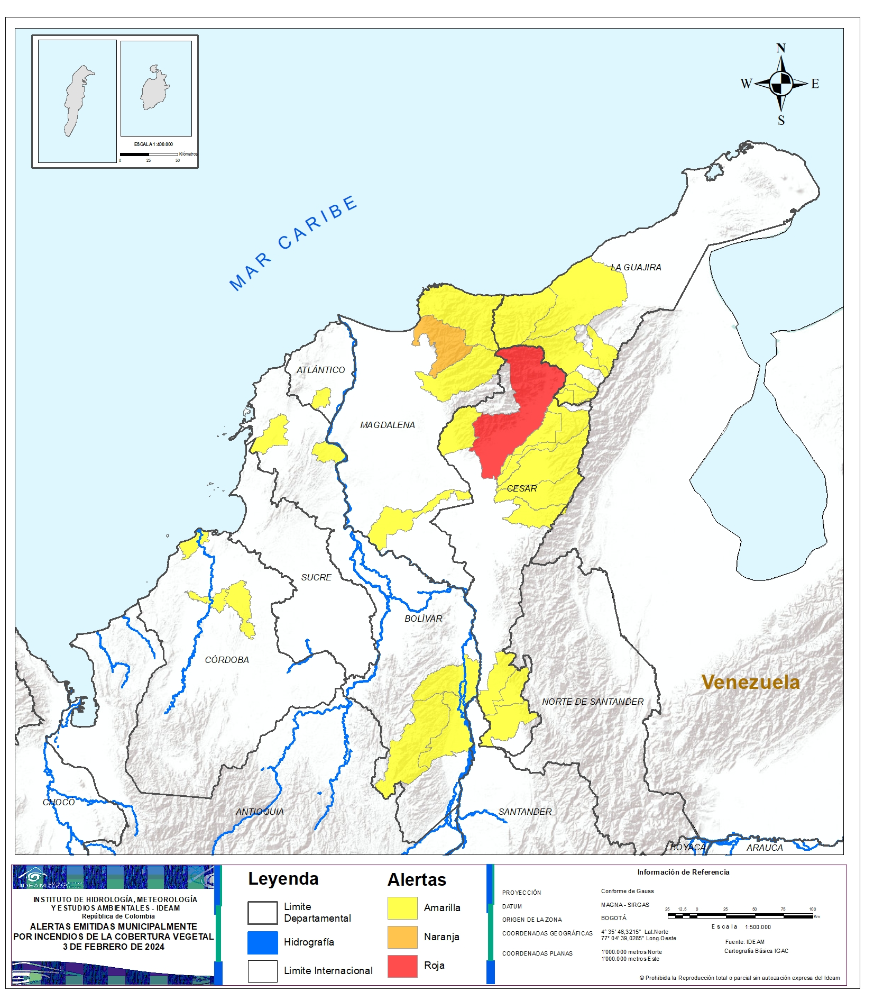 ESCALA 1:400.000
Kilómetros
0 25 50
N
W E
S
MAR CARIBE
LA GUAJIRA
ATLÁNTICO
MAGDALENA
CESAR
SUCRE
BOLÍVAR
CÓRDOBA
Venezuela
NORTE DE SANTANDER
CHOCÓ
ANTIOQUIA
SANTANDER
BOYACÁ
ARAUCA
IDEAM
INSTITUTO DE HIDROLOGÍA, METEOROLOGÍA
Y ESTUDIOS AMBIENTALES - IDEAM
República de Colombia
ALERTAS EMITIDAS MUNICIPALMENTE
POR INCENDIOS DE LA COBERTURA VEGETAL
3 DE FEBRERO DE 2024
Leyenda
Limite
Departamental
Hidrografía
Limite Internacional
Alertas
Amarilla
Naranja
Roja
Información de Referencia
PROYECCIÓN Conforme de Gauss
DATUM MAGNA - SIRGAS
ORIGEN DE LA ZONA BOGOTÁ
COORDENADAS GEOGRÁFICAS 4° 35' 46,3215'' Lat.Norte
77° 04' 39,0285'' Long.Oeste
COORDENADAS PLANAS 1'000.000 metros Norte
1'000.000 metros Este
25 12,5 0 25 50 75 100
Km
Escala 1:500.000
Fuente: IDEAM
Cartografía Básica IGAC
© Prohibida la Reproducción total o parcial sin autozación expresa del Ideam